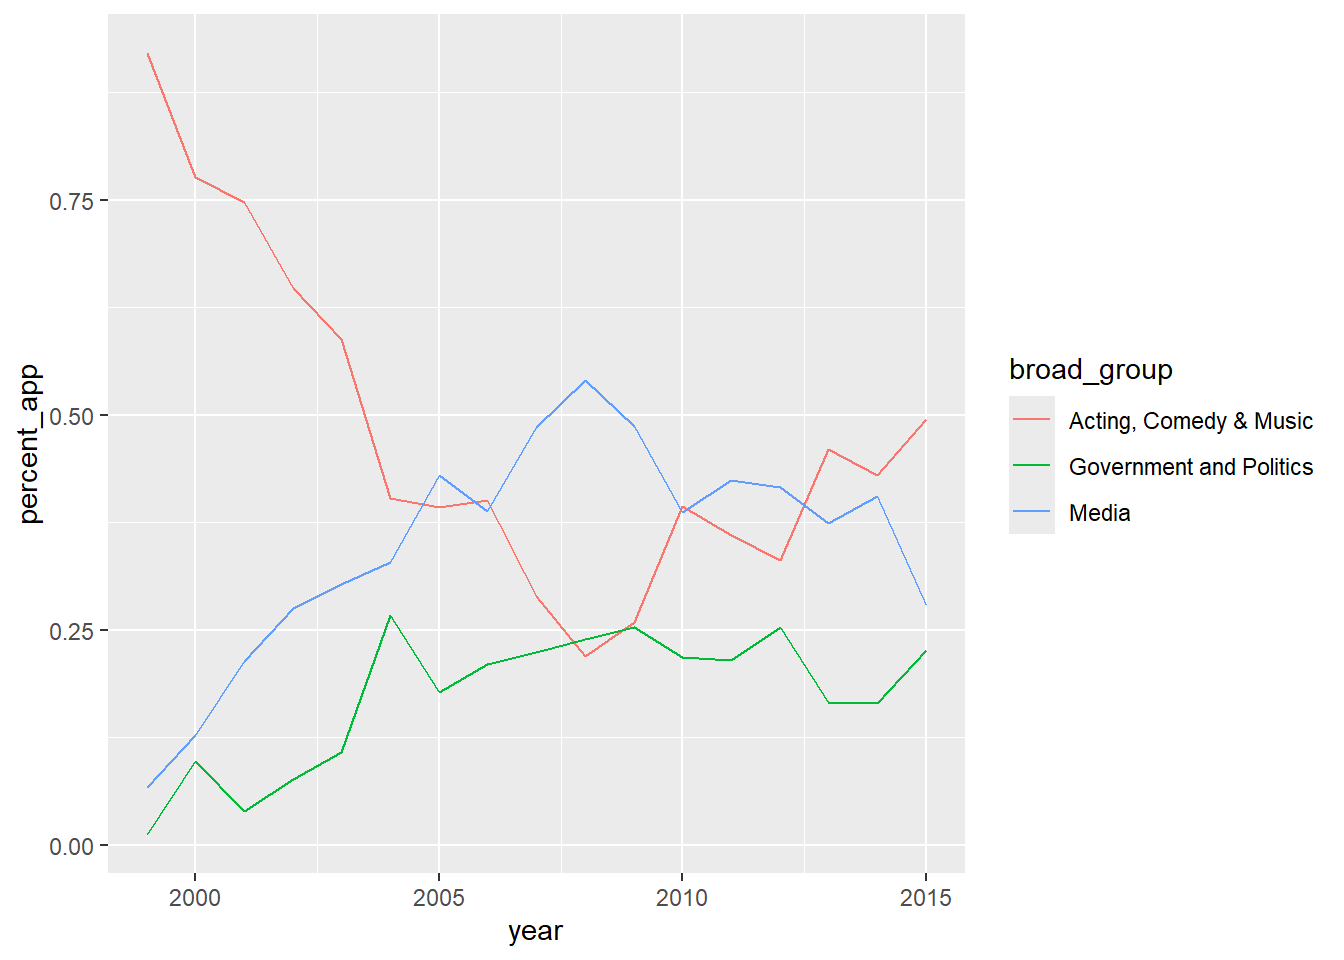 0.75
0.50
0.25
0.00
percent_app
2000 2005 2010 2015
year
broad_group
Acting, Comedy & Music
Government and Politics
Media